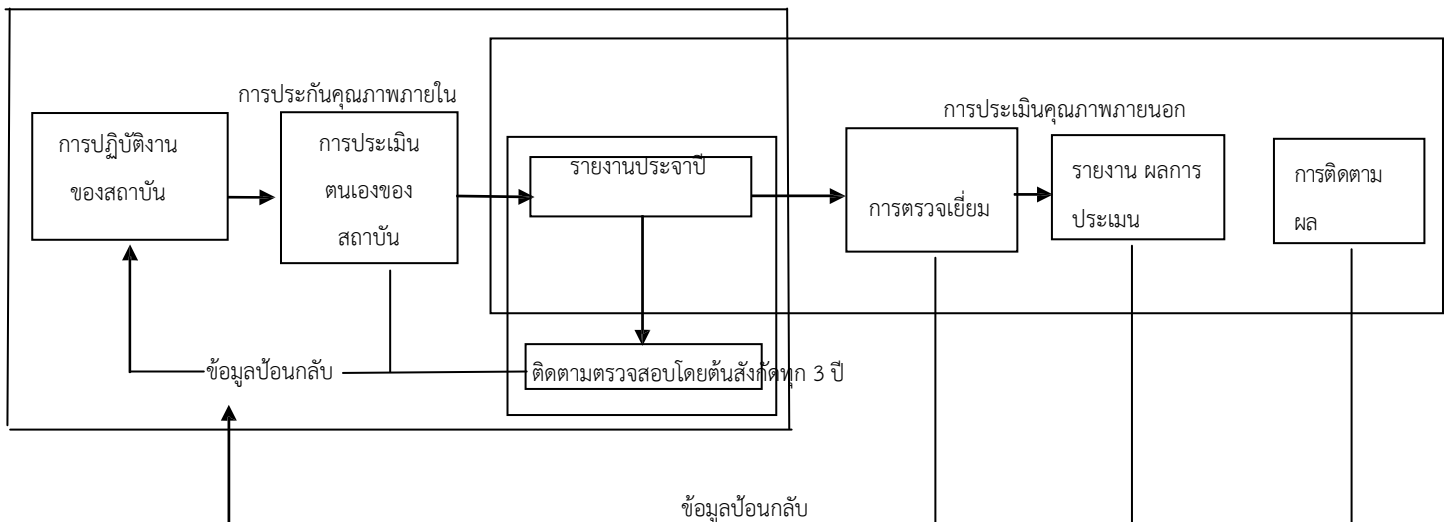 การประกันคุณภาพภายใน
การประเมินคุณภาพภายนอก
การปฏิบัติงาน
ของสถาบัน
การประเมิน
ตนเองของ
สถาบัน
รายงานประจำปี
การตรวจเยี่ยม
รายงาน ผลการ
ประเมน
การติดตาม
ผล
ข้อมูลป้อนกลับ
ติดตามตรวจสอบโดยต้นสังกัดทุก 3 ปี
ข้อมูลป้อนกลับ